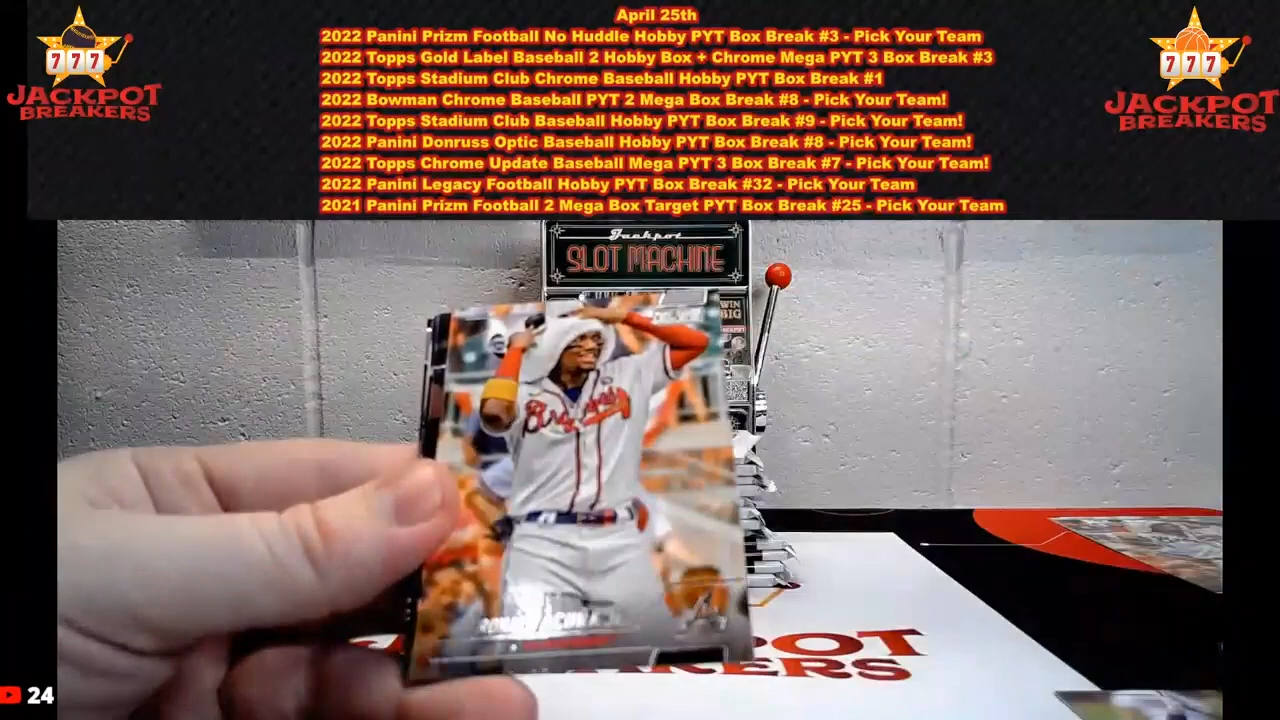 April 25th
2022 Panini Prizm Football No Huddle Hobby PYT Box Break #3 - Pick Your Team
2022 Topps Gold Label Baseball 2 Hobby Box + Chrome Mega PYT 3 Box Break #3
2022 Topps Stadium Club Chrome Baseball Hobby PYT Box Break #1
2022 Bowman Chrome Baseball PYT 2 Mega Box Break #8 - Pick Your Team!
2022 Topps Stadium Club Baseball Hobby PYT Box Break #9 - Pick Your Team!
2022 Panini Donruss Optic Baseball Hobby PYT Box Break #8 - Pick Your Team!
2022 Topps Chrome Update Baseball Mega PYT 3 Box Break #7 - Pick Your Team!
2022 Panini Legacy Football Hobby PYT Box Break #32 - Pick Your Team
2021 Panini Prizm Football 2 Mega Box Target PYT Box Break #25 - Pick Your Team
777
JACKPOT
BREAKERS
777
JACKPOT
BREAKERS
Jackpot
SLOT MACHINE
WIN
BIG
Braves
ACUNA
POT
BREAKERS
24